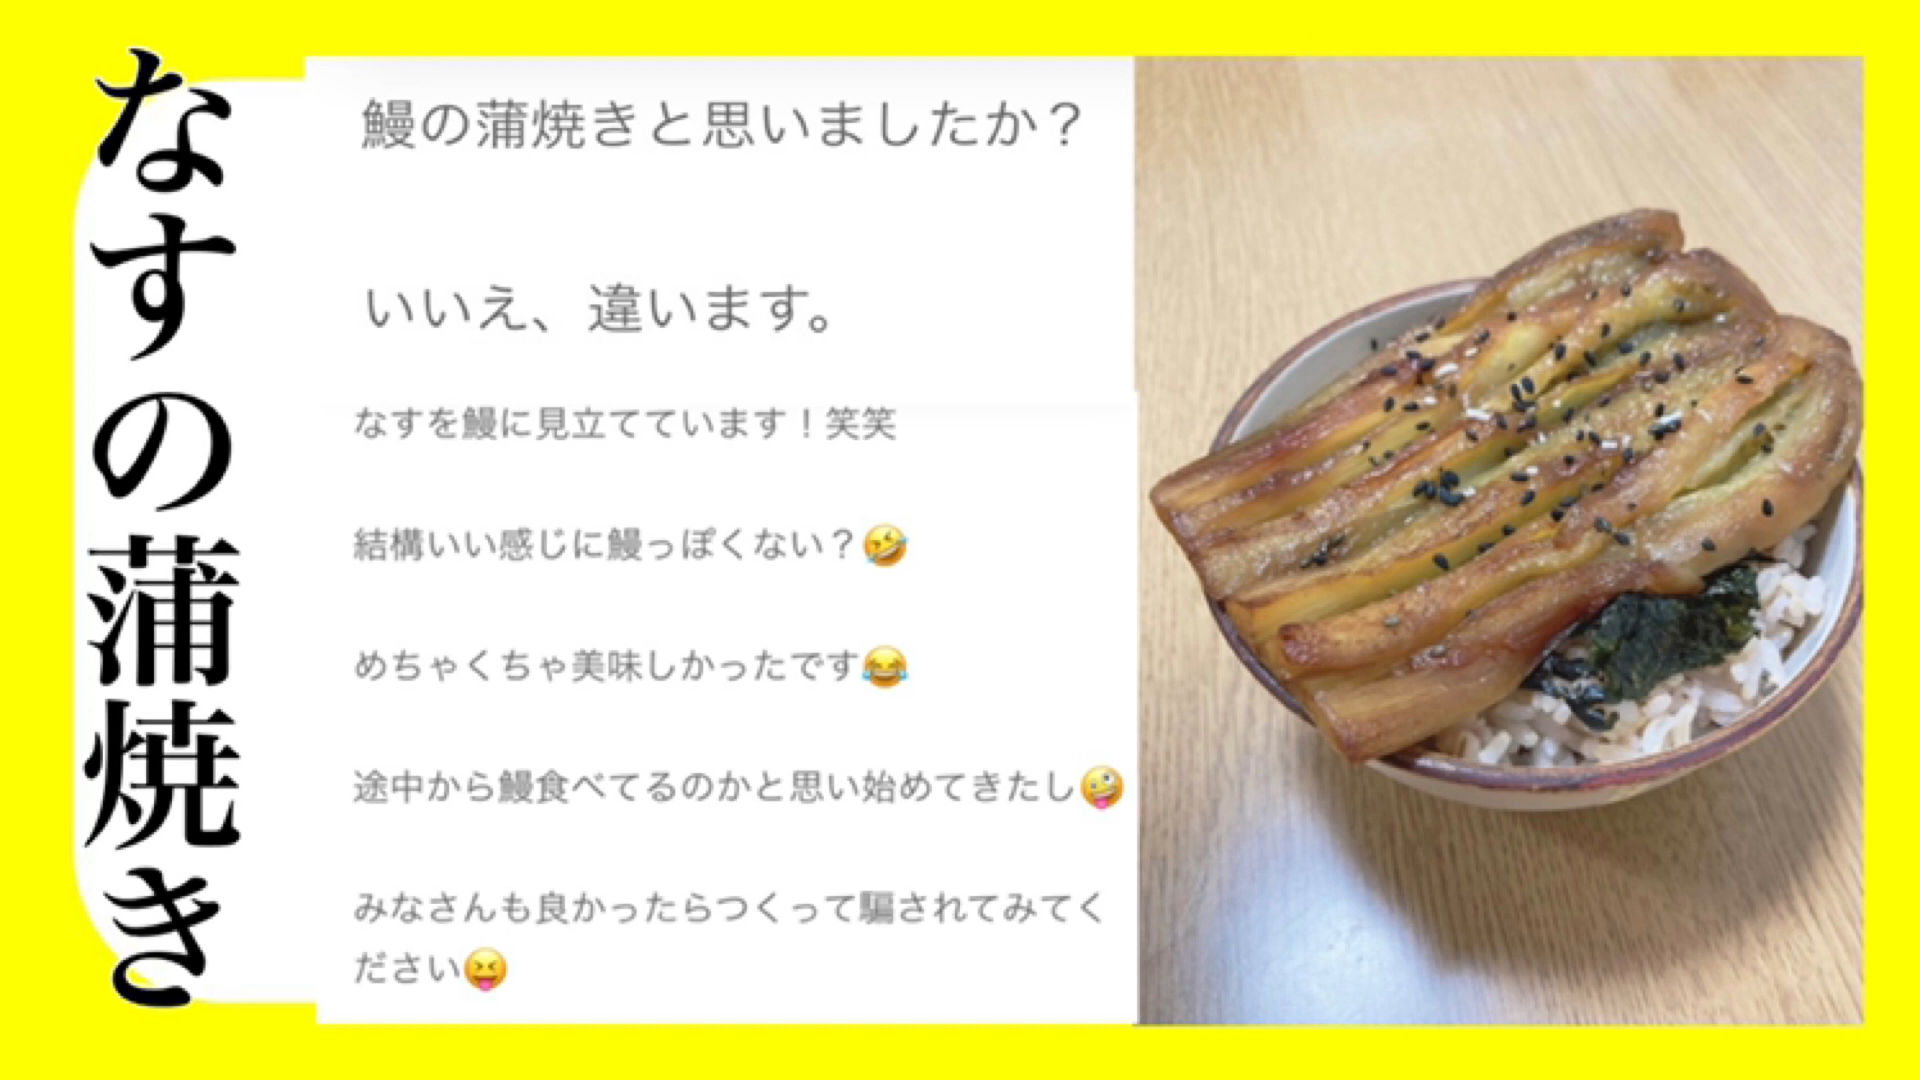 なすの蒲焼き
鰻の蒲焼きと思いましたか？
いいえ、違います。
なすを鰻に見立てています！笑笑
結構いい感じに鰻っぽくない？🤣
めちゃくちゃ美味しかったです😂
途中から鰻食べてるのかと思い始めてきたし🤪
みなさんも良かったらつくって騙されてみてく
ださい😝